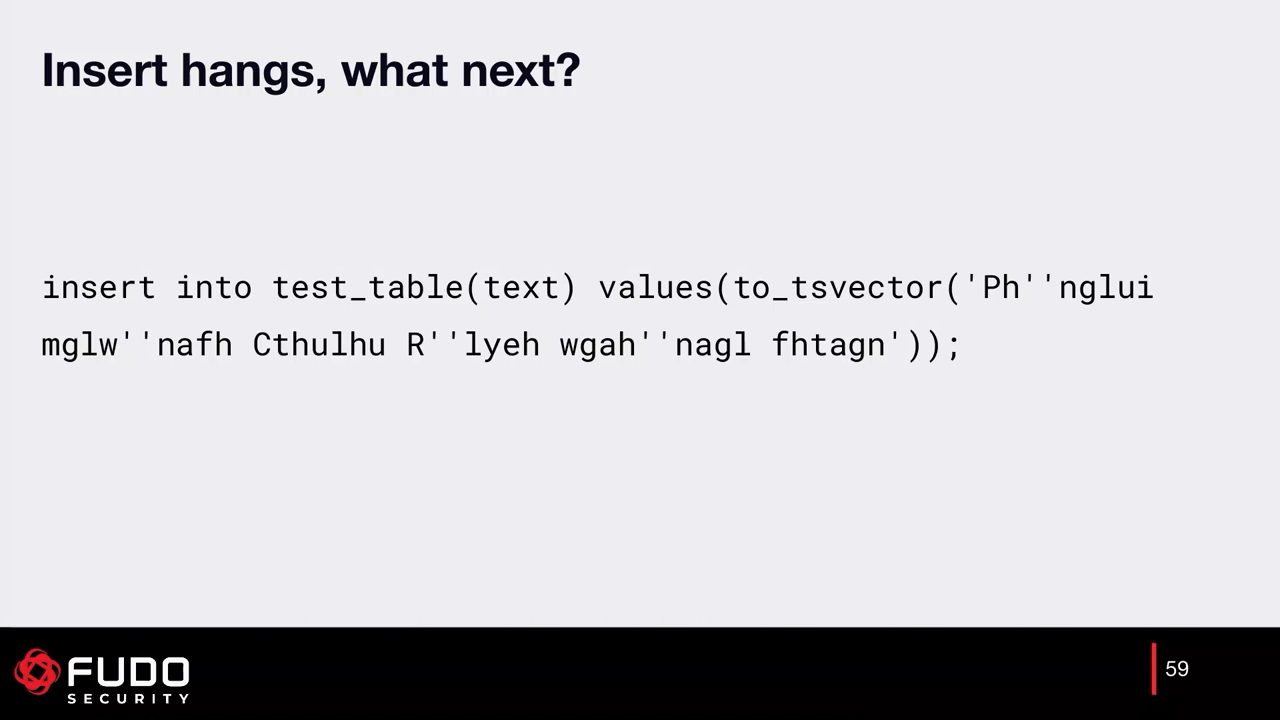 Insert hangs, what next?
insert into test_table(text) values(to_tsvector('Ph''nglui
mglw''nafh Cthulhu R''lyeh wgah''nagl fhtagn'));
FUDO
SECURITY
59